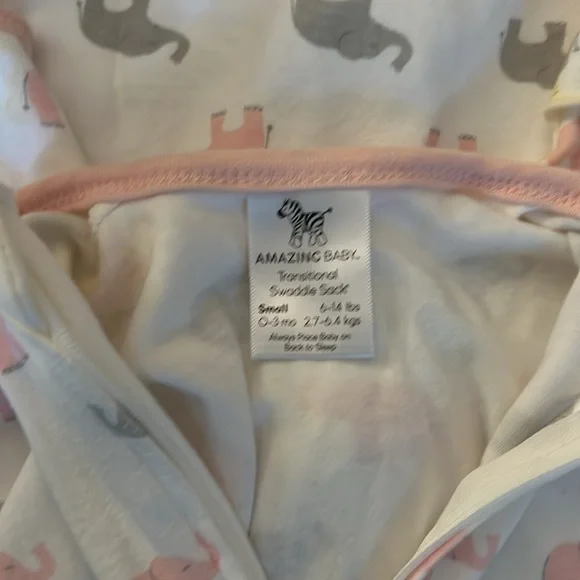 AMAZING BABY™
Transitional
Swaddle Sack
Small 6-14 lbs
0-3 mo 2.7-6.4 kgs
Always Place Baby on
Back to Sleep